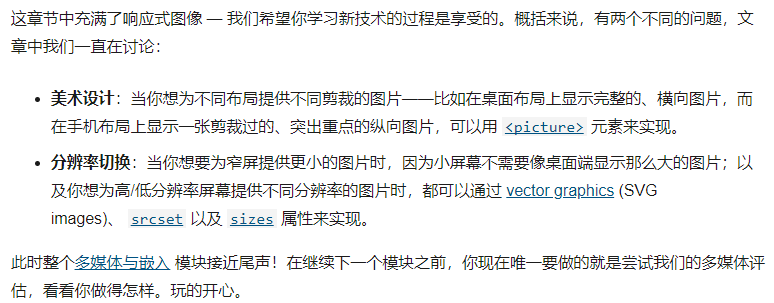 这章节中充满了响应式图像 — 我们希望你学习新技术的过程是享受的。概括来说，有两个不同的问题，文
章中我们一直在讨论：
• 美术设计：当你想为不同布局提供不同剪裁的图片——比如在桌面布局上显示完整的、横向图片，而
在手机布局上显示一张剪裁过的、突出重点的纵向图片，可以用 <picture> 元素来实现。
• 分辨率切换：当你想要为窄屏提供更小的图片时，因为小屏幕不需要像桌面端显示那么大的图片；以
及你想为高/低分辨率屏幕提供不同分辨率的图片时，都可以通过 vector graphics (SVG
images)、 srcset 以及 sizes 属性来实现。
此时整个多媒体与嵌入 模块接近尾声！在继续下一个模块之前，你现在唯一要做的就是尝试我们的多媒体评
估，看看你做得怎样。玩的开心。